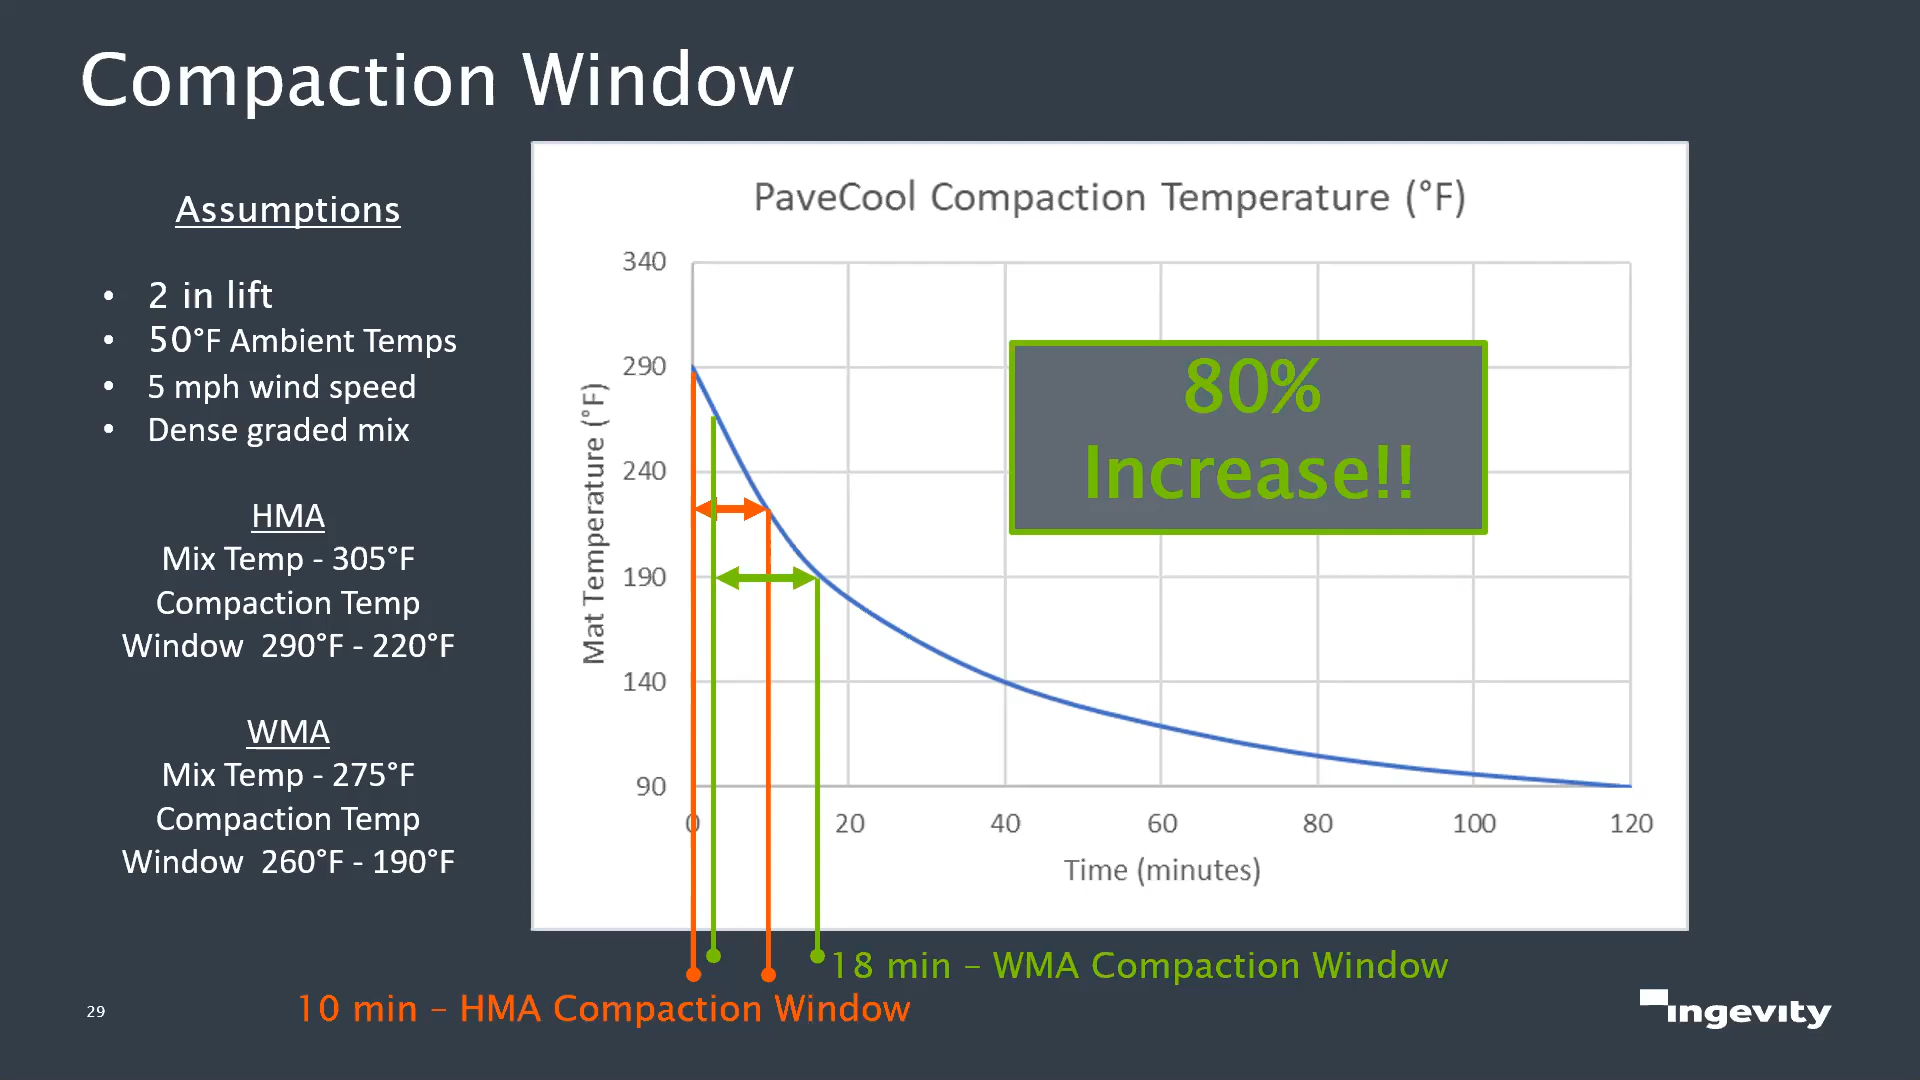 Compaction Window
Assumptions
• 2 in lift
• 50°F Ambient Temps
• 5 mph wind speed
• Dense graded mix
HMA
Mix Temp - 305°F
Compaction Temp
Window 290°F - 220°F
WMA
Mix Temp - 275°F
Compaction Temp
Window 260°F - 190°F
PaveCool Compaction Temperature (°F)
Mat Temperature (°F)
340
290
240
190
140
90
0 20 40 60 80 100 120
Time (minutes)
80%
Increase!!
18 min – WMA Compaction Window
10 min – HMA Compaction Window
29
ingevity